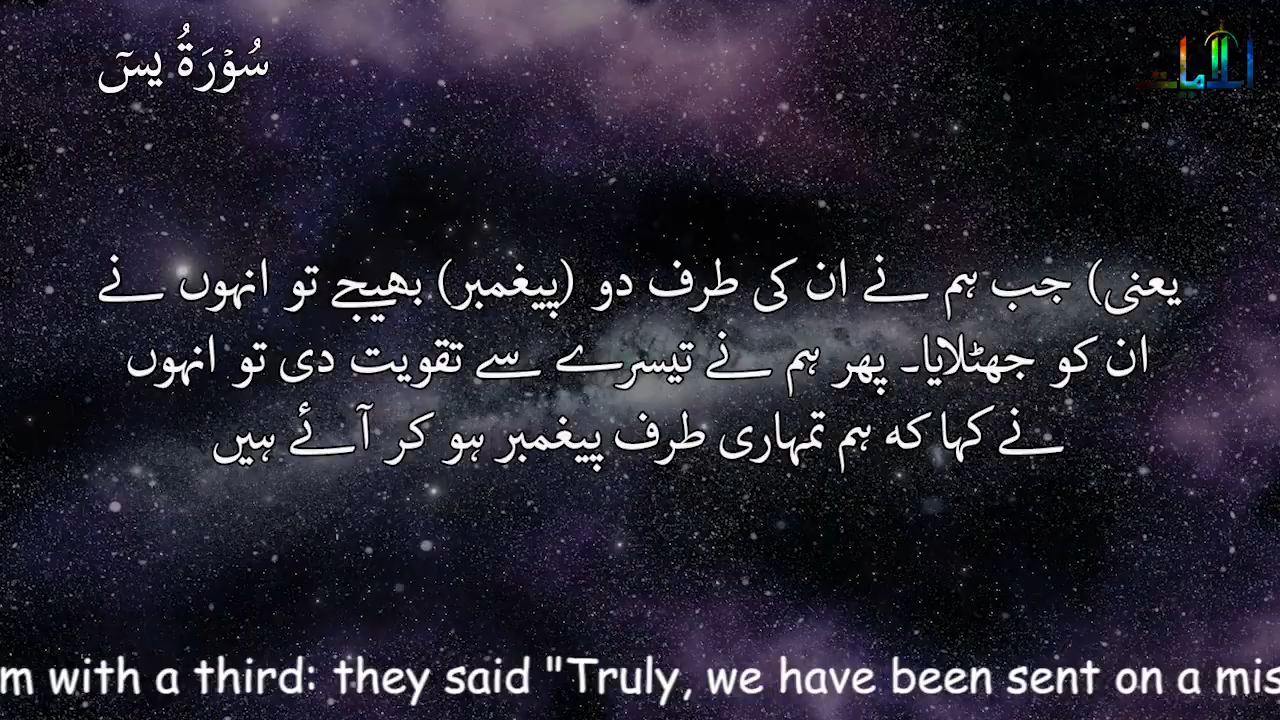 سُوۡرَةُ يسٓ
یعنی) جب ہم نے ان کی طرف دو (پیغمبر) بھیجے تو انہوں نے
ان کو جھٹلایا۔ پھر ہم نے تیسرے سے تقویت دی تو انہوں
نے کہا کہ ہم تمہاری طرف پیغمبر ہو کر آئے ہیں
m with a third: they said "Truly, we have been sent on a mis